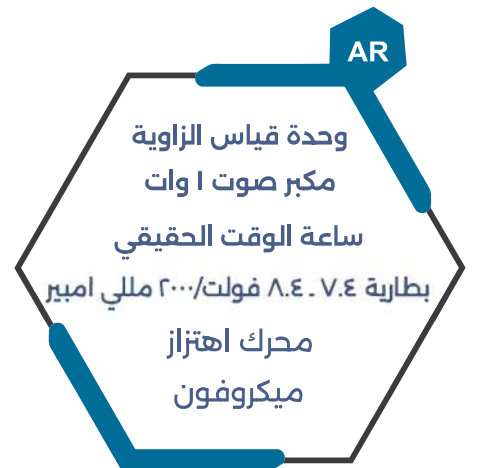 AR
وحدة قياس الزاوية
مكبر صوت ١ وات
ساعة الوقت الحقيقي
بطارية ٧.٤ ـ ٨.٤ فولت/٢٠٠٠ مللي امبير
محرك اهتزاز
ميكروفون